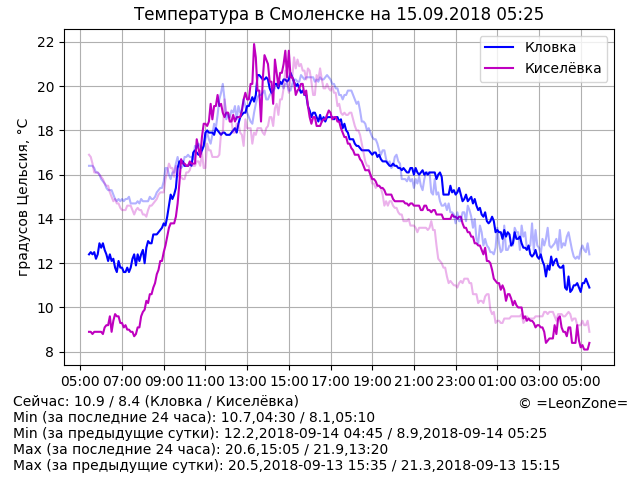 Температура в Смоленске на 15.09.2018 05:25
градусов Цельсия, °C
22
20
18
16
14
12
10
8
Кловка
Киселёвка
05:00 07:00 09:00 11:00 13:00 15:00 17:00 19:00 21:00 23:00 01:00 03:00 05:00
Сейчас: 10.9 / 8.4 (Кловка / Киселёвка)
© =LeonZone=
Min (за последние 24 часа): 10.7,04:30 / 8.1,05:10
Min (за предыдущие сутки): 12.2,2018-09-14 04:45 / 8.9,2018-09-14 05:25
Max (за последние 24 часа): 20.6,15:05 / 21.9,13:20
Max (за предыдущие сутки): 20.5,2018-09-13 15:35 / 21.3,2018-09-13 15:15